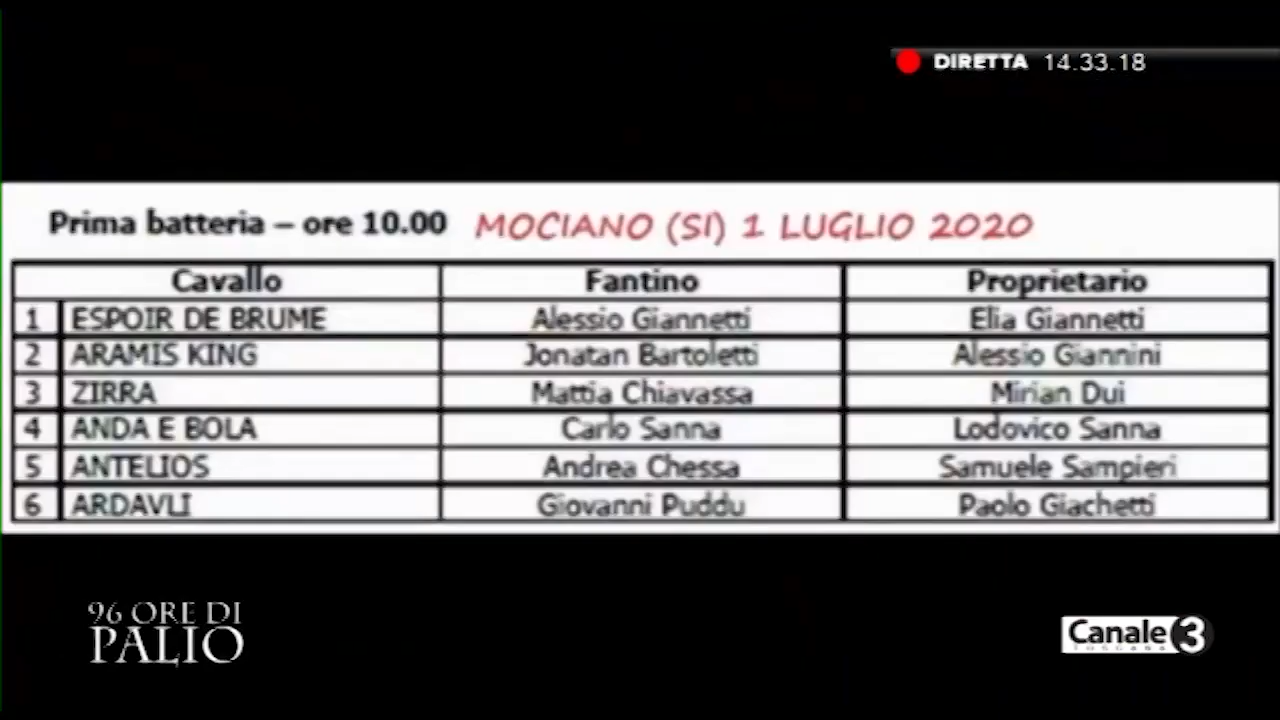 DIRETTA 14.33.18
Prima batteria – ore 10.00 MOCIANO (SI) 1 LUGLIO 2020
Cavallo Fantino Proprietario
1 ESPOIR DE BRUME Alessio Giannetti Elia Giannetti
2 ARAMIS KING Jonatan Bartoletti Alessio Giannini
3 ZIRRA Mattia Chiavassa Mirian Dui
4 ANDA E BOLA Carlo Sanna Lodovico Sanna
5 ANTELIOS Andrea Chessa Samuele Sampieri
6 ARDAVLI Giovanni Puddu Paolo Giachetti
96 ORE DI
PALIO
Canale 3
TOSCANA